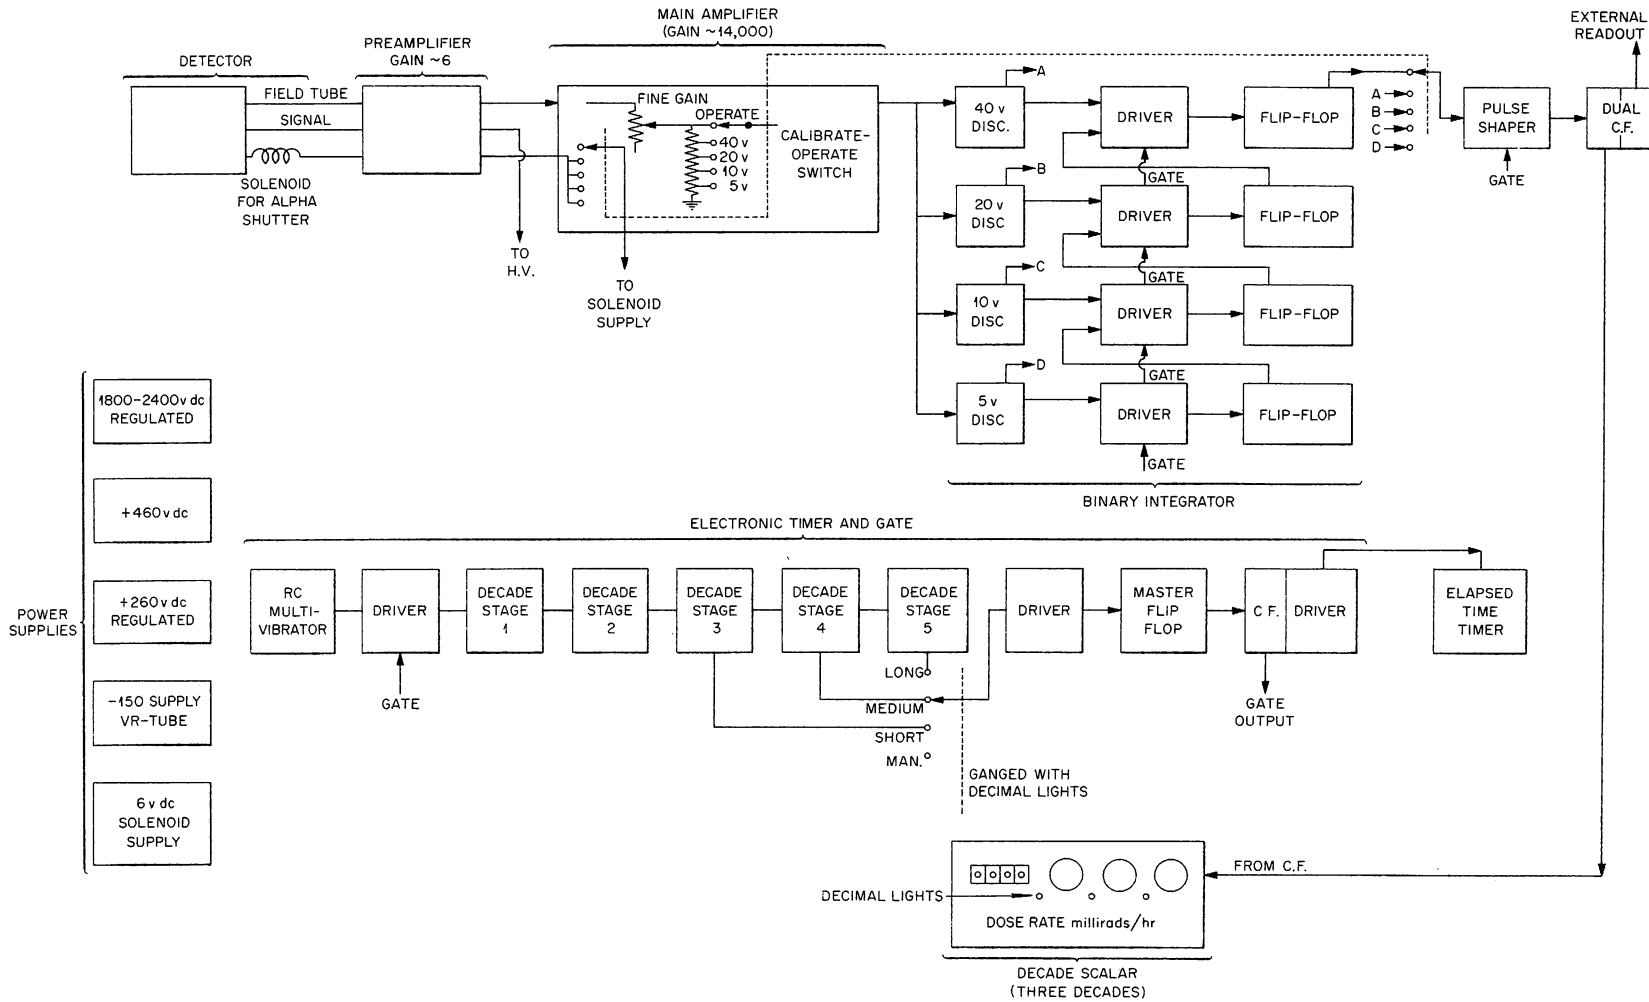 MAIN AMPLIFIER
(GAIN ~14,000)
EXTERNAL
READOUT
PREAMPLIFIER
GAIN ~6
DETECTOR
FIELD TUBE
SIGNAL
SOLENOID
FOR ALPHA
SHUTTER
FINE GAIN
OPERATE
40 v
20 v
10 v
5 v
CALIBRATE-
OPERATE
SWITCH
TO
H.V.
TO
SOLENOID
SUPPLY
A
40 v
DISC.
DRIVER
FLIP-FLOP
A
B
C
D
PULSE
SHAPER
GATE
DUAL
C.F.
GATE
B
20 v
DISC
DRIVER
FLIP-FLOP
GATE
C
10 v
DISC
DRIVER
FLIP-FLOP
GATE
D
5 v
DISC
DRIVER
FLIP-FLOP
GATE
BINARY INTEGRATOR
POWER
SUPPLIES
1800-2400 v dc
REGULATED
+460 v dc
+260 v dc
REGULATED
-150 SUPPLY
VR-TUBE
6 v dc
SOLENOID
SUPPLY
ELECTRONIC TIMER AND GATE
RC
MULTI-
VIBRATOR
DRIVER
GATE
DECADE
STAGE
1
DECADE
STAGE
2
DECADE
STAGE
3
DECADE
STAGE
4
DECADE
STAGE
5
DRIVER
MASTER
FLIP
FLOP
C F.
DRIVER
ELAPSED
TIME
TIMER
LONG
MEDIUM
SHORT
MAN.
GATE
OUTPUT
GANGED WITH
DECIMAL LIGHTS
FROM C.F.
DECIMAL LIGHTS
DOSE RATE millirads/hr
DECADE SCALAR
(THREE DECADES)